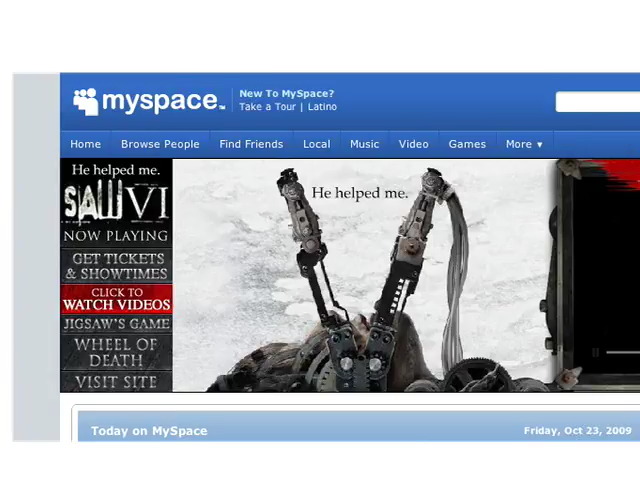 myspace™
New To MySpace?
Take a Tour | Latino
Home Browse People Find Friends Local Music Video Games More ▼
He helped me.
SAW VI
NOW PLAYING
GET TICKETS
& SHOWTIMES
CLICK TO
WATCH VIDEOS
JIGSAW'S GAME
WHEEL OF
DEATH
VISIT SITE
He helped me.
Today on MySpace
Friday, Oct 23, 2009